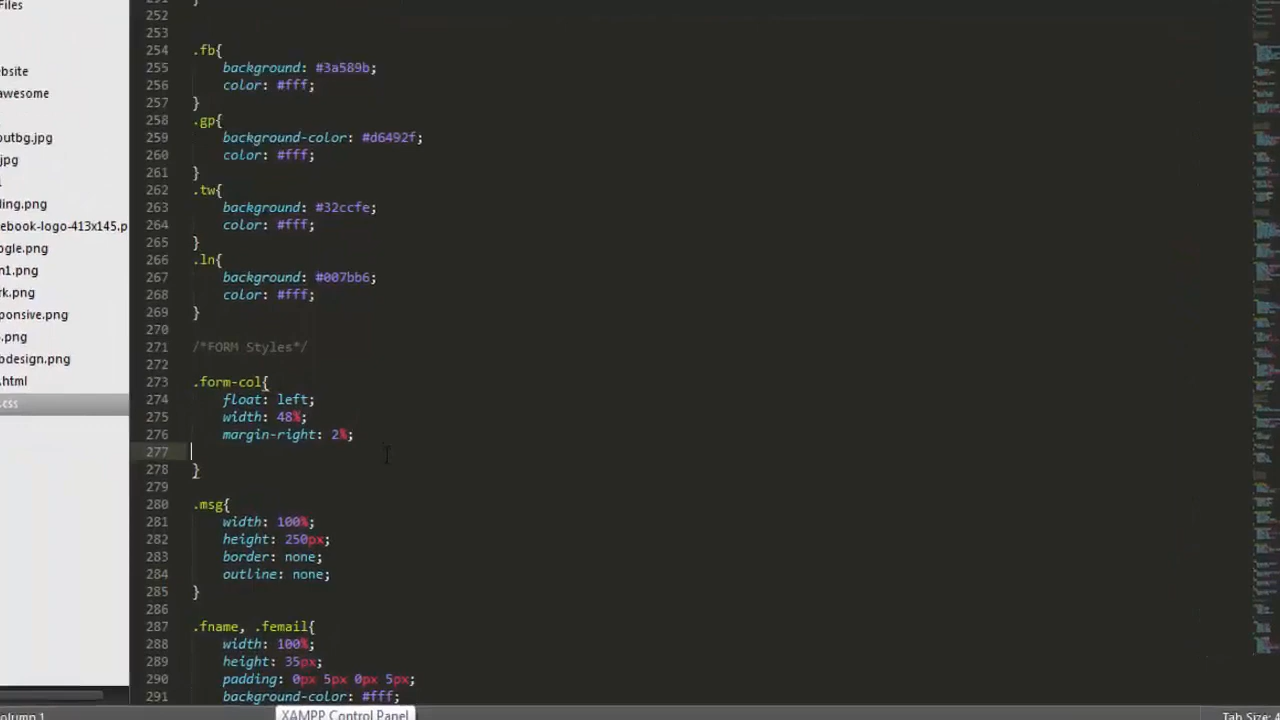 Files
ebsite
awesome
outbg.jpg
.jpg
ding.png
ebook-logo-413x145.p
ogle.png
n1.png
rk.png
ponsive.png
.png
bdesign.png
.html
.css
252
253
254 .fb{
255 background: #3a589b;
256 color: #fff;
257 }
258 .gp{
259 background-color: #d6492f;
260 color: #fff;
261 }
262 .tw{
263 background: #32ccfe;
264 color: #fff;
265 }
266 .ln{
267 background: #007bb6;
268 color: #fff;
269 }
270
271 /*FORM Styles*/
272
273 .form-col{
274 float: left;
275 width: 48%;
276 margin-right: 2%;
277
278 }
279
280 .msg{
281 width: 100%;
282 height: 250px;
283 border: none;
284 outline: none;
285 }
286
287 .fname, .femail{
288 width: 100%;
289 height: 35px;
290 padding: 0px 5px 0px 5px;
291 background-color: #fff;
XAMPP Control Panel
olumn 1
Tab Size: 4